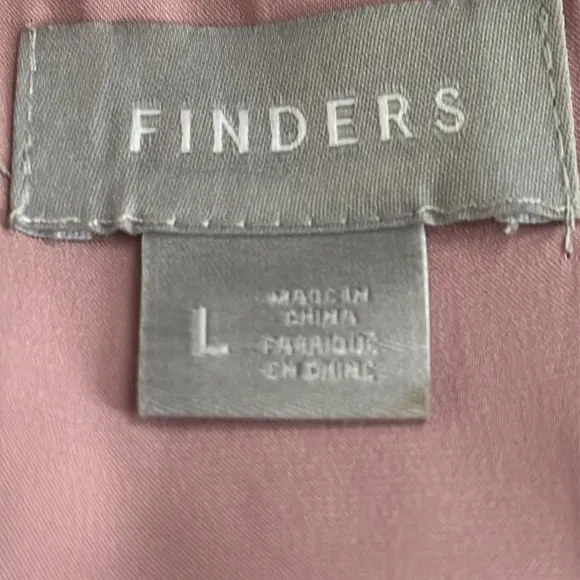 FINDERS
L
MADE IN
CHINA
FABRIQUÉ
EN CHINE